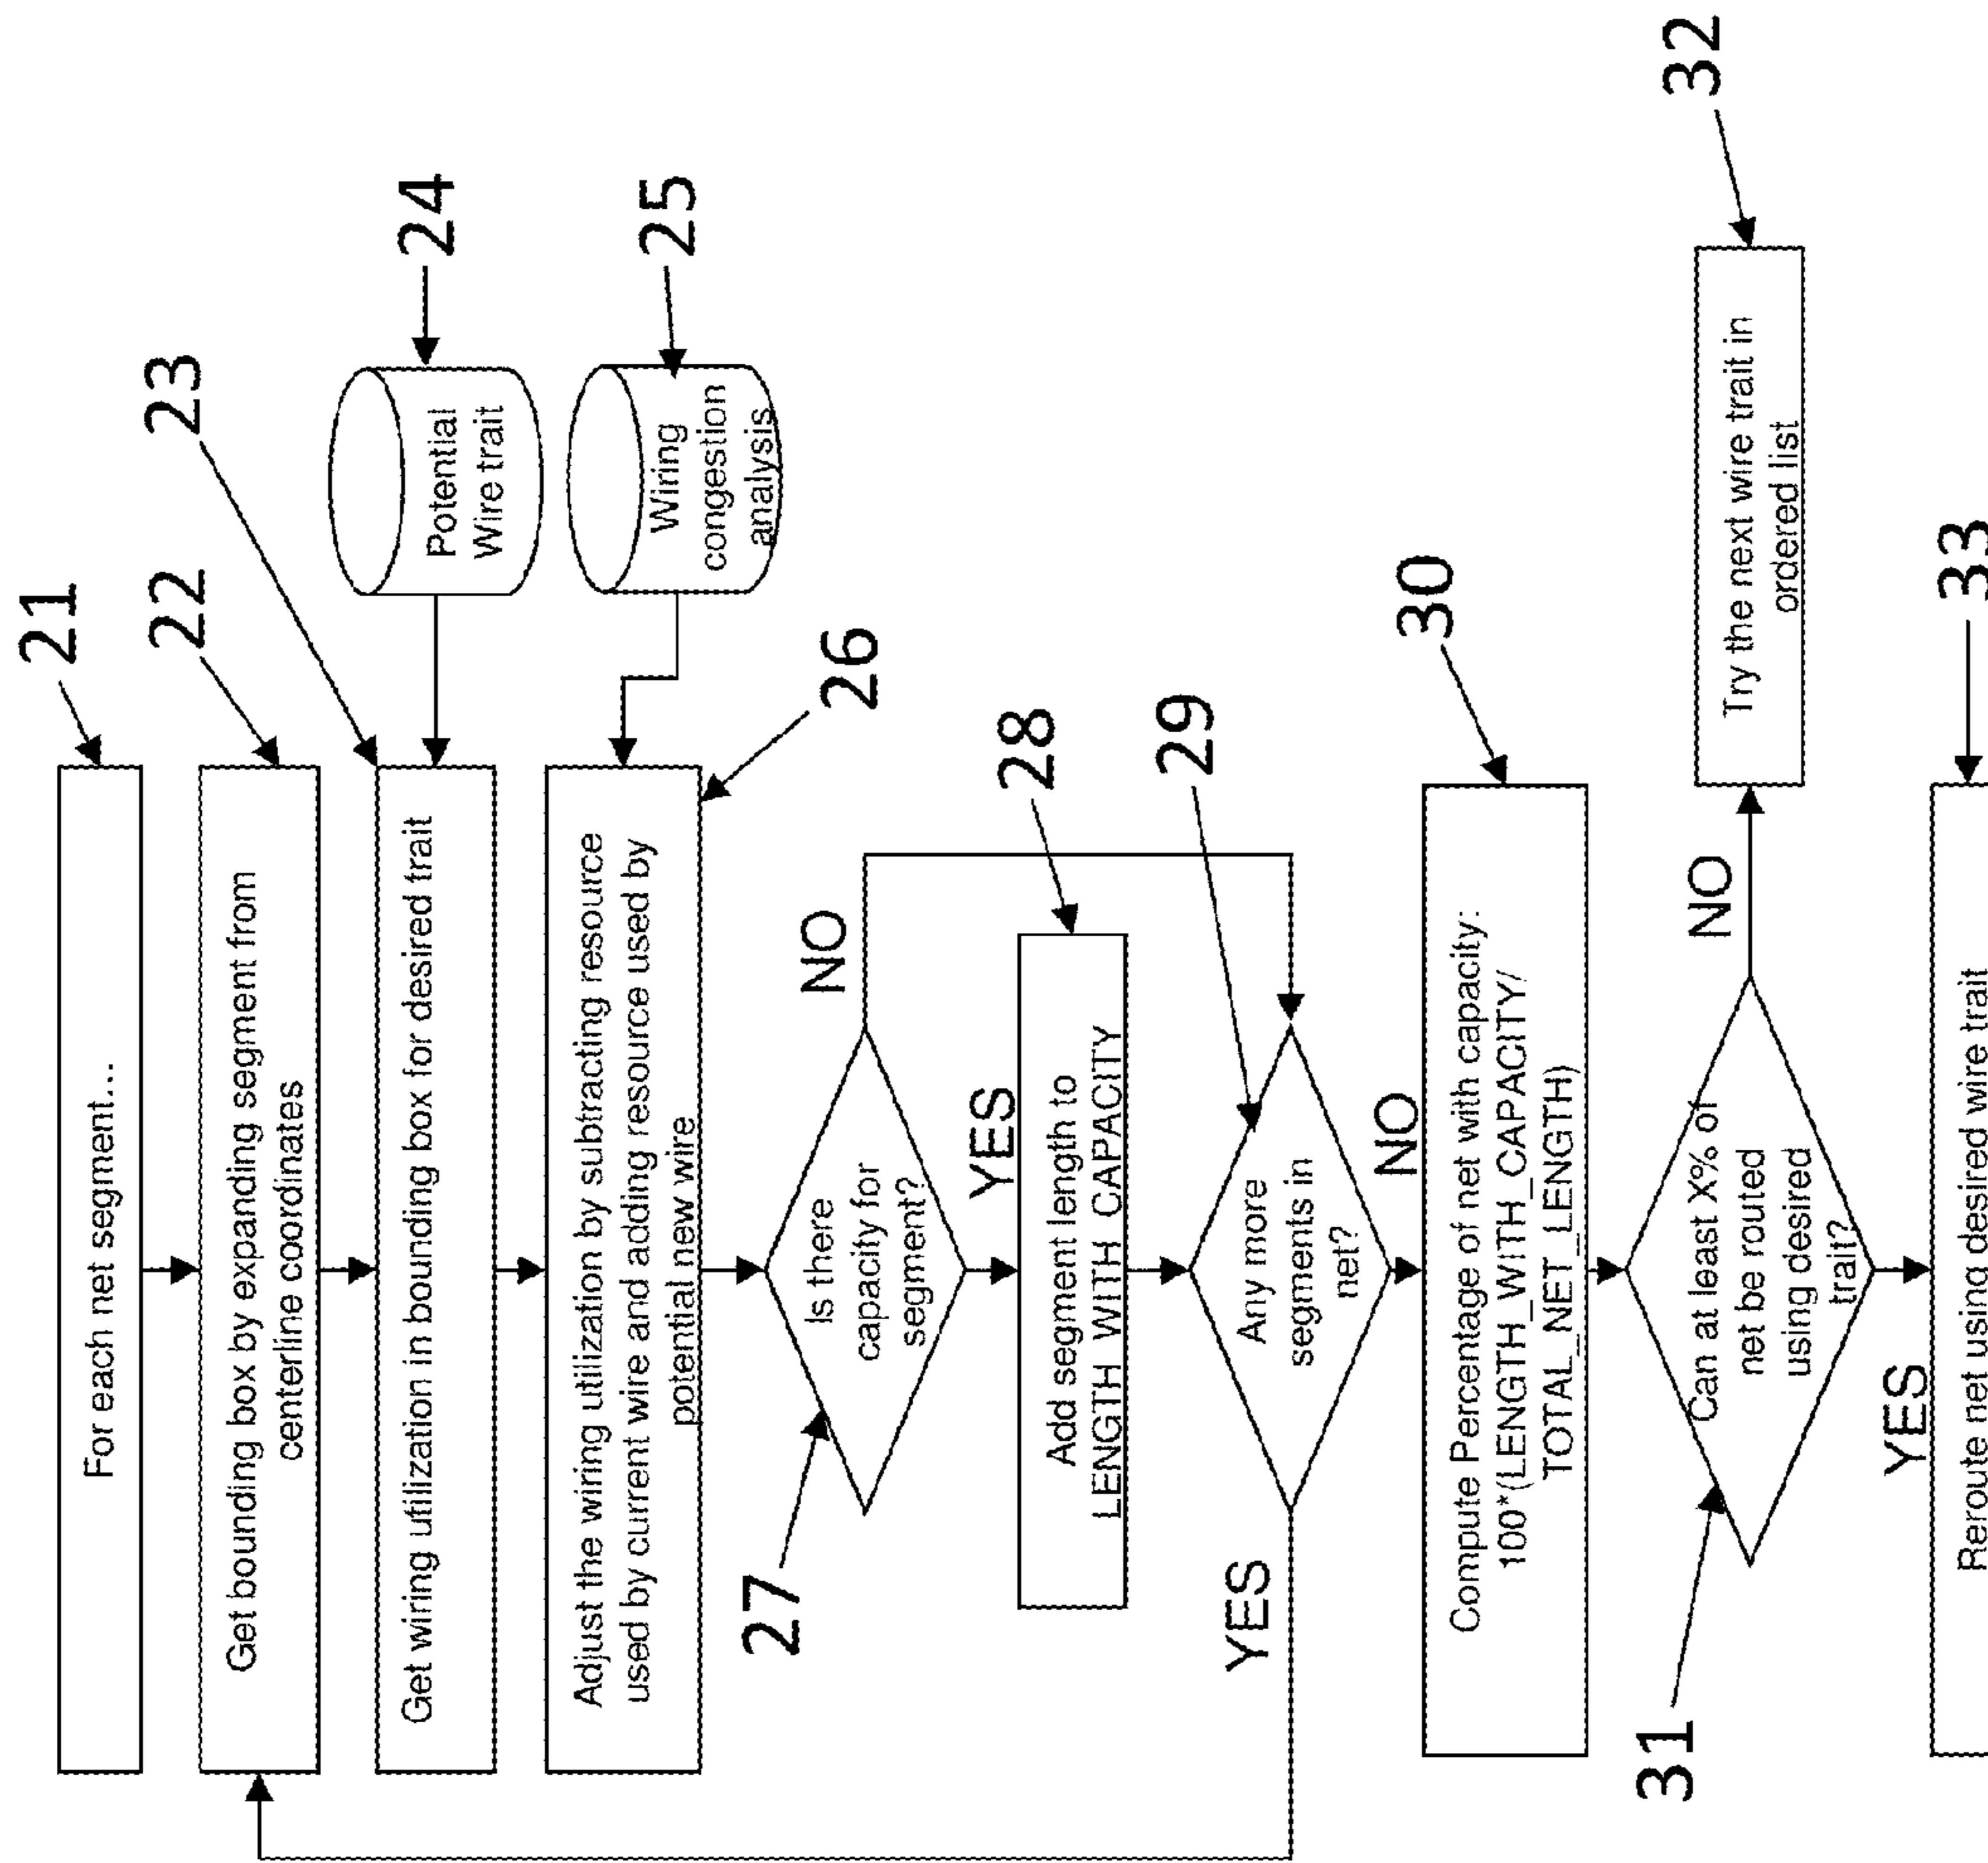 21
For each net segment...
22
Get bounding box by expanding segment from
centerline coordinates
23
Get wiring utilization in bounding box for desired trait
24
Potential
Wire trait
25
Wiring
congestion
analysis
26
Adjust the wiring utilization by subtracting resource
used by current wire and adding resource used by
potential new wire
27
Is there
capacity for
segment?
NO
YES
28
Add segment length to
LENGTH_WITH_CAPACITY
29
Any more
segments in
net?
YES
NO
30
Compute Percentage of net with capacity:
100*(LENGTH_WITH_CAPACITY/
TOTAL_NET_LENGTH)
31
Can at least X% of
net be routed
using desired
trait?
NO
32
Try the next wire trait in
ordered list
YES
33
Reroute net using desired wire trait